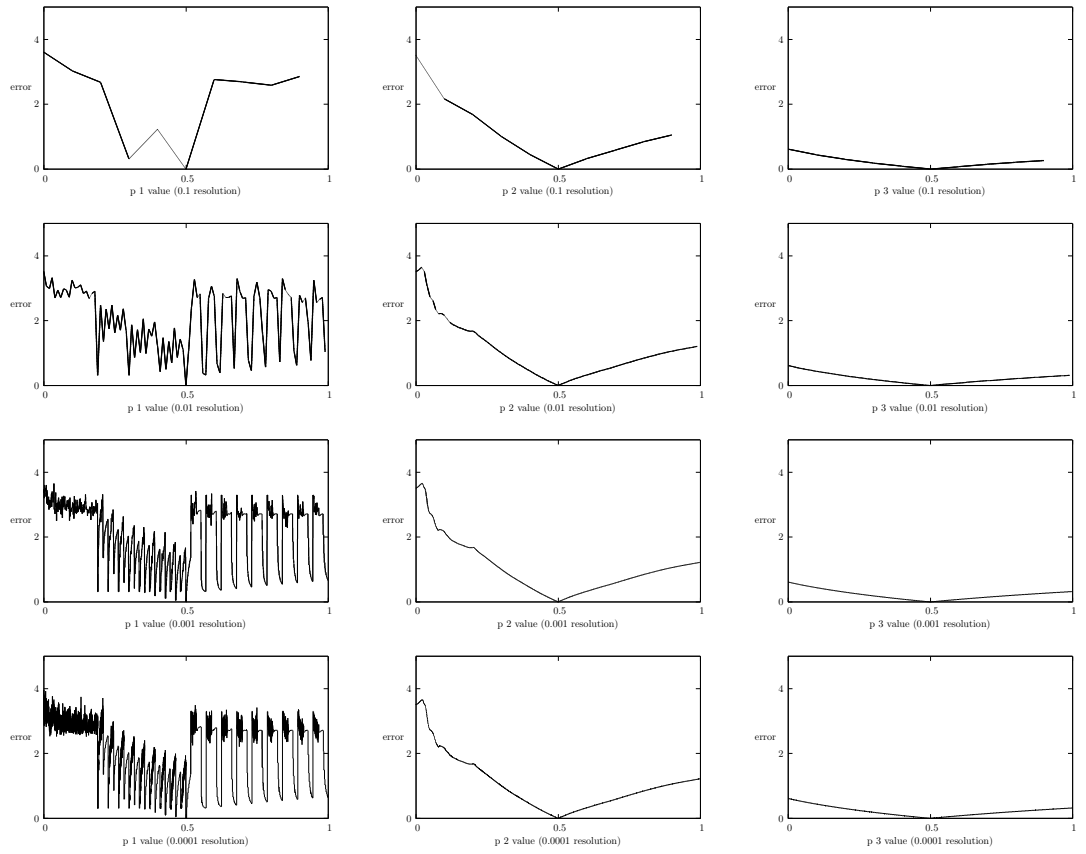 4
error
2
0
0 0.5 1
p 1 value (0.1 resolution)
4
error
2
0
0 0.5 1
p 2 value (0.1 resolution)
4
error
2
0
0 0.5 1
p 3 value (0.1 resolution)
4
error
2
0
0 0.5 1
p 1 value (0.01 resolution)
4
error
2
0
0 0.5 1
p 2 value (0.01 resolution)
4
error
2
0
0 0.5 1
p 3 value (0.01 resolution)
4
error
2
0
0 0.5 1
p 1 value (0.001 resolution)
4
error
2
0
0 0.5 1
p 2 value (0.001 resolution)
4
error
2
0
0 0.5 1
p 3 value (0.001 resolution)
4
error
2
0
0 0.5 1
p 1 value (0.0001 resolution)
4
error
2
0
0 0.5 1
p 2 value (0.0001 resolution)
4
error
2
0
0 0.5 1
p 3 value (0.0001 resolution)